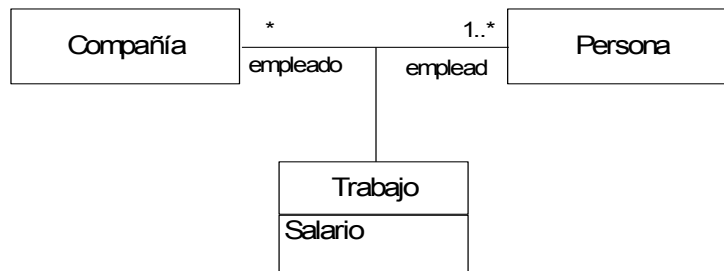 * 1..*
Compañía Persona
empleado emplead
Trabajo
Salario